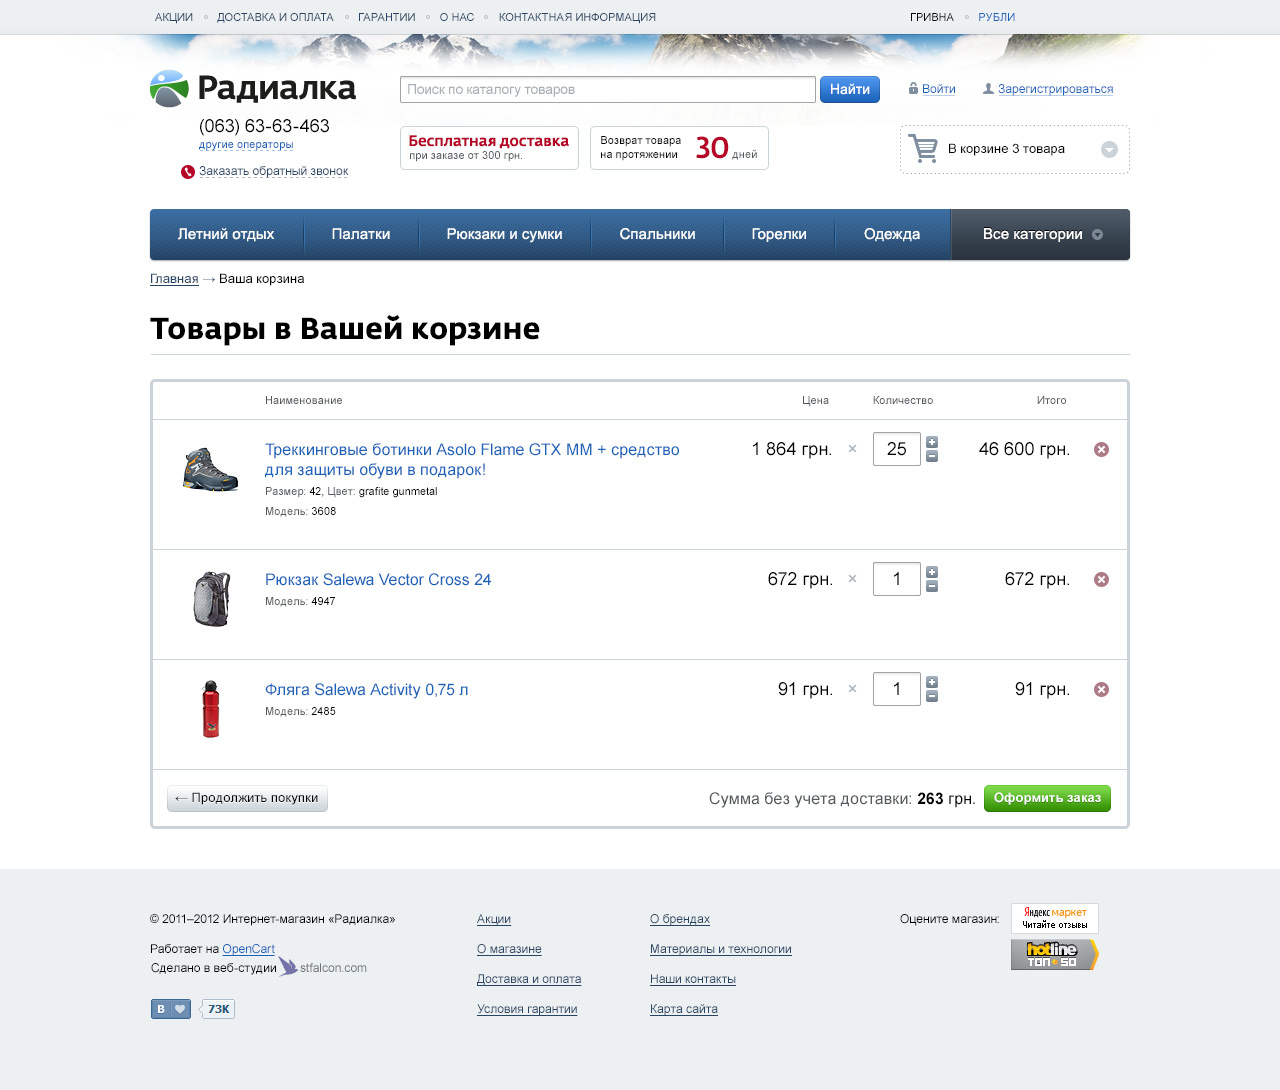 АКЦИИ ДОСТАВКА И ОПЛАТА ГАРАНТИИ О НАС КОНТАКТНАЯ ИНФОРМАЦИЯ ГРИВНА РУБЛИ
Радиалка
Поиск по каталогу товаров Найти Войти Зарегистрироваться
(063) 63-63-463
другие операторы
Заказать обратный звонок
Бесплатная доставка
при заказе от 300 грн.
Возврат товара
на протяжении 30 дней
В корзине 3 товара
Летний отдых Палатки Рюкзаки и сумки Спальники Горелки Одежда Все категории
Главная → Ваша корзина
Товары в Вашей корзине
Наименование Цена Количество Итого
Треккинговые ботинки Asolo Flame GTX MM + средство 1 864 грн. × 25 46 600 грн.
для защиты обуви в подарок!
Размер: 42, Цвет: grafite gunmetal
Модель: 3608
Рюкзак Salewa Vector Cross 24 672 грн. × 1 672 грн.
Модель: 4947
Фляга Salewa Activity 0,75 л 91 грн. × 1 91 грн.
Модель: 2485
← Продолжить покупки Сумма без учета доставки: 263 грн. Оформить заказ
© 2011–2012 Интернет-магазин «Радиалка»
Работает на OpenCart
Сделано в веб-студии stfalcon.com
В 73K
Акции
О магазине
Доставка и оплата
Условия гарантии
О брендах
Материалы и технологии
Наши контакты
Карта сайта
Оцените магазин:
Яндекс маркет
Читайте отзывы
hotline
ТОП-50